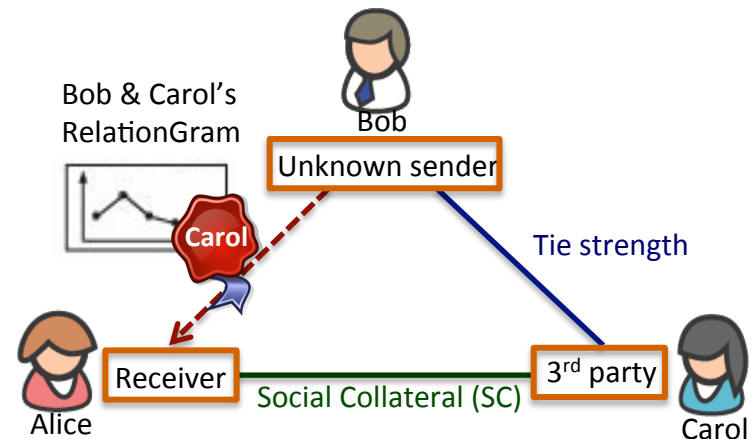 Bob & Carol's
RelationGram
Bob
Unknown sender
Carol
Tie strength
Alice
Receiver
Social Collateral (SC)
3rd party
Carol